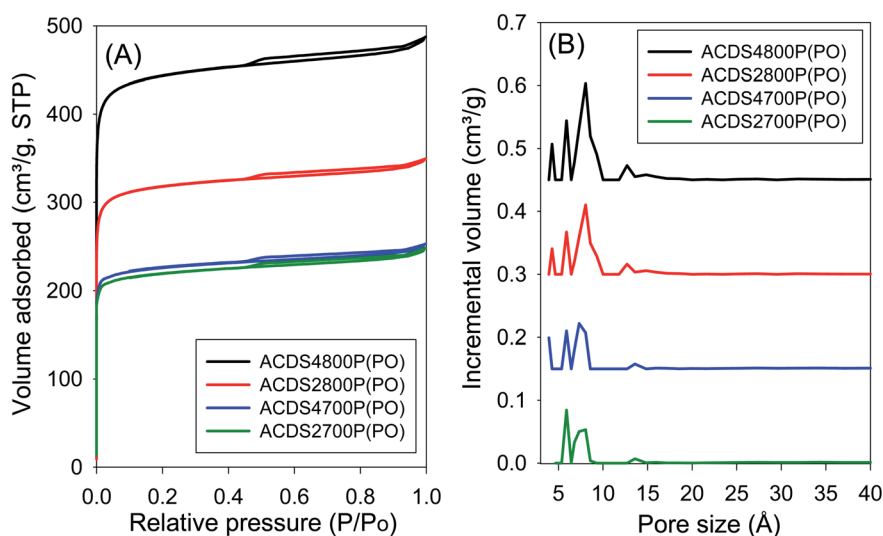 (A)
Volume adsorbed (cm³/g, STP)
500
400
300
200
100
0
0.0 0.2 0.4 0.6 0.8 1.0
Relative pressure (P/Po)
ACDS4800P(PO)
ACDS2800P(PO)
ACDS4700P(PO)
ACDS2700P(PO)
(B)
Incremental volume (cm³/g)
0.7
0.6
0.5
0.4
0.3
0.2
0.1
0.0
5 10 15 20 25 30 35 40
Pore size (Å)
ACDS4800P(PO)
ACDS2800P(PO)
ACDS4700P(PO)
ACDS2700P(PO)